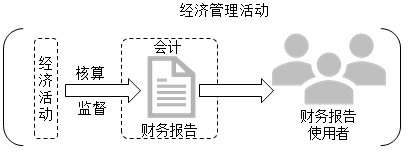 经济管理活动
经济活动
核算
监督
会计
财务报告
财务报告
使用者